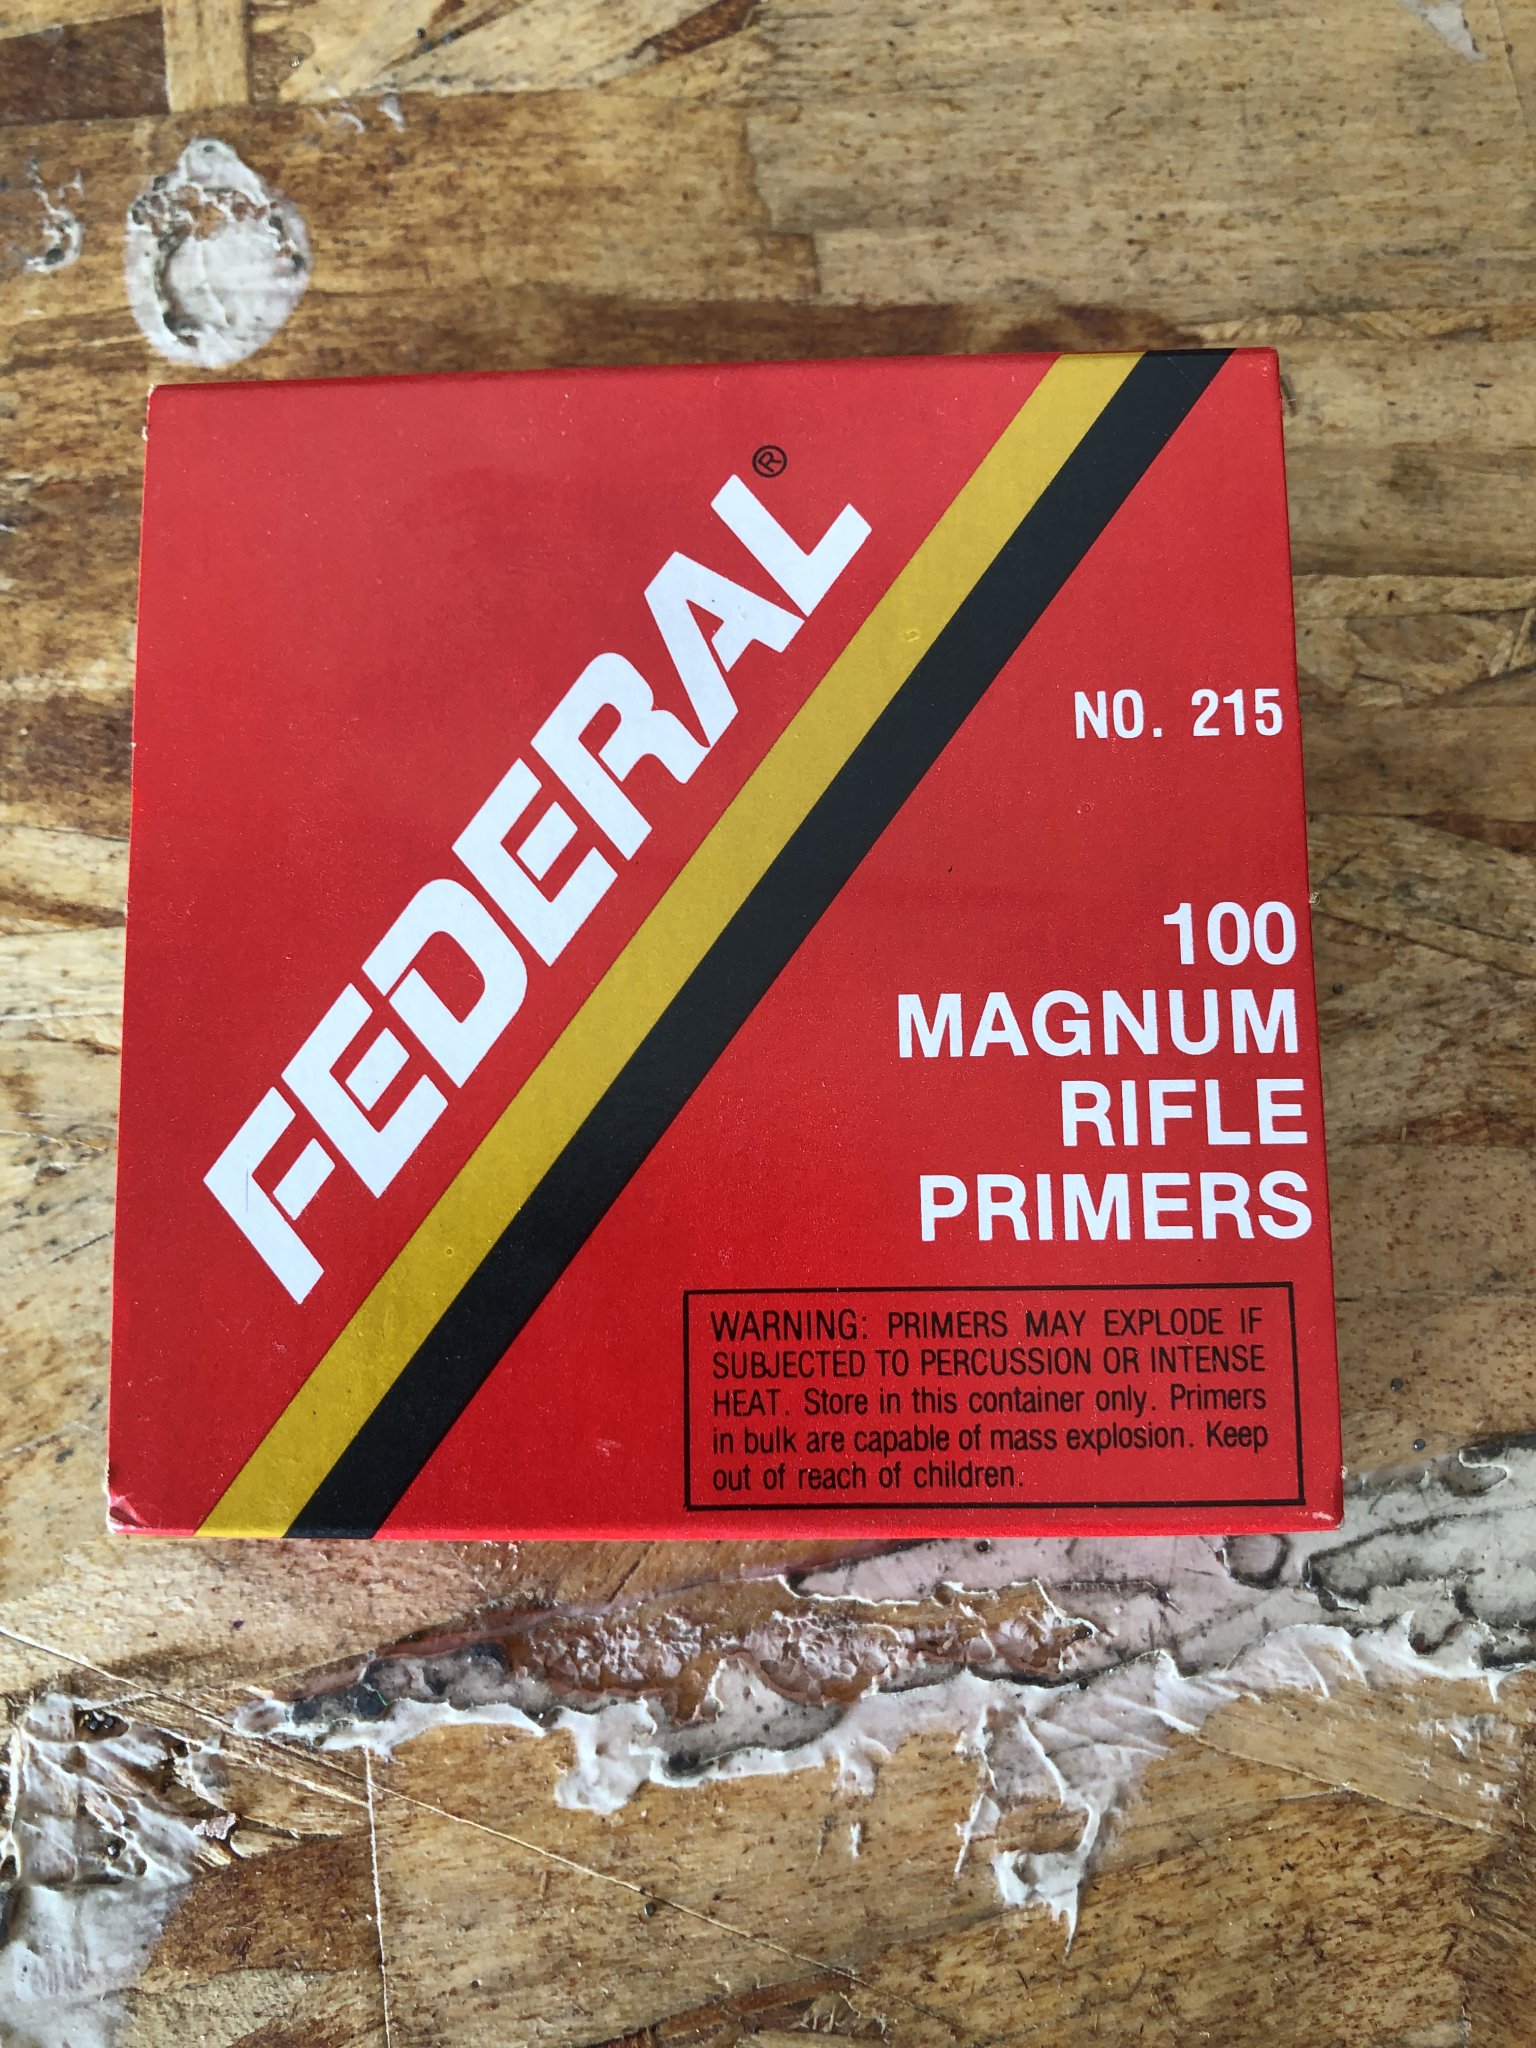 FEDERAL®
NO. 215
100
MAGNUM
RIFLE
PRIMERS
WARNING: PRIMERS MAY EXPLODE IF
SUBJECTED TO PERCUSSION OR INTENSE
HEAT. Store in this container only. Primers
in bulk are capable of mass explosion. Keep
out of reach of children.